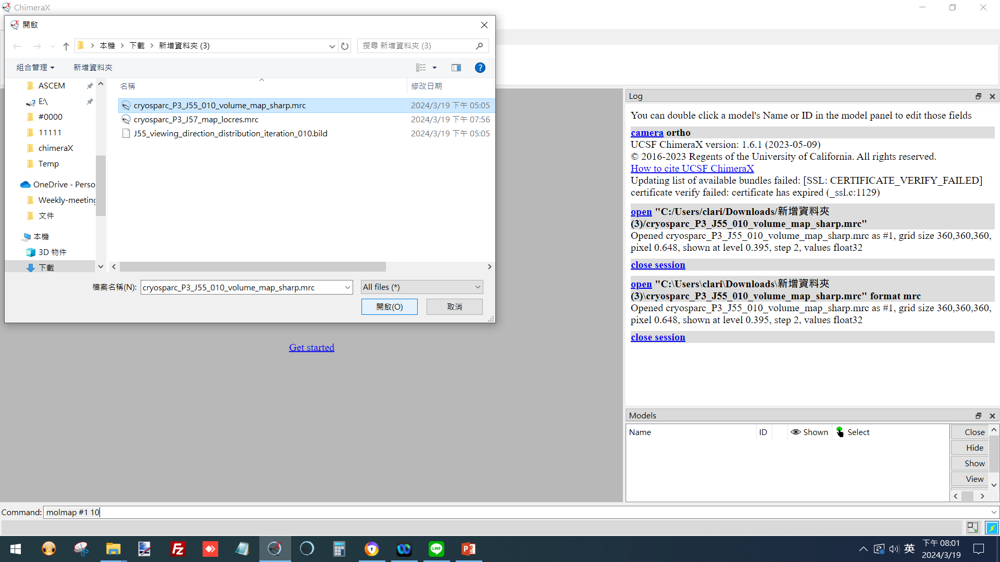 ChimeraX
開啟
本機 > 下載 > 新增資料夾 (3)
搜尋 新增資料夾 (3)
組合管理
新增資料夾
?
ASCEM
E:\
#0000
11111
chimeraX
Temp
OneDrive - Perso
Weekly-meeting
文件
本機
3D 物件
下載
名稱
修改日期
cryosparc_P3_J55_010_volume_map_sharp.mrc
2024/3/19 下午 05:05
cryosparc_P3_J57_map_locres.mrc
2024/3/19 下午 07:56
J55_viewing_direction_distribution_iteration_010.bild
2024/3/19 下午 05:05
檔案名稱(N):
cryosparc_P3_J55_010_volume_map_sharp.mrc
All files (*)
開啟(O)
取消
Get started
Log
You can double click a model's Name or ID in the model panel to edit those fields
camera ortho
UCSF ChimeraX version: 1.6.1 (2023-05-09)
© 2016-2023 Regents of the University of California. All rights reserved.
How to cite UCSF ChimeraX
Updating list of available bundles failed: [SSL: CERTIFICATE_VERIFY_FAILED]
certificate verify failed: certificate has expired (_ssl.c:1129)
open "C:/Users/clari/Downloads/新增資料夾
(3)/cryosparc_P3_J55_010_volume_map_sharp.mrc"
Opened cryosparc_P3_J55_010_volume_map_sharp.mrc as #1, grid size 360,360,360,
pixel 0.648, shown at level 0.395, step 2, values float32
close session
open "C:\Users\clari\Downloads\新增資料夾
(3)\cryosparc_P3_J55_010_volume_map_sharp.mrc" format mrc
Opened cryosparc_P3_J55_010_volume_map_sharp.mrc as #1, grid size 360,360,360,
pixel 0.648, shown at level 0.395, step 2, values float32
close session
Models
Name
ID
Shown
Select
Close
Hide
Show
View
Command: molmap #1 10
Fz
LINE
P
英
下午 08:01
2024/3/19